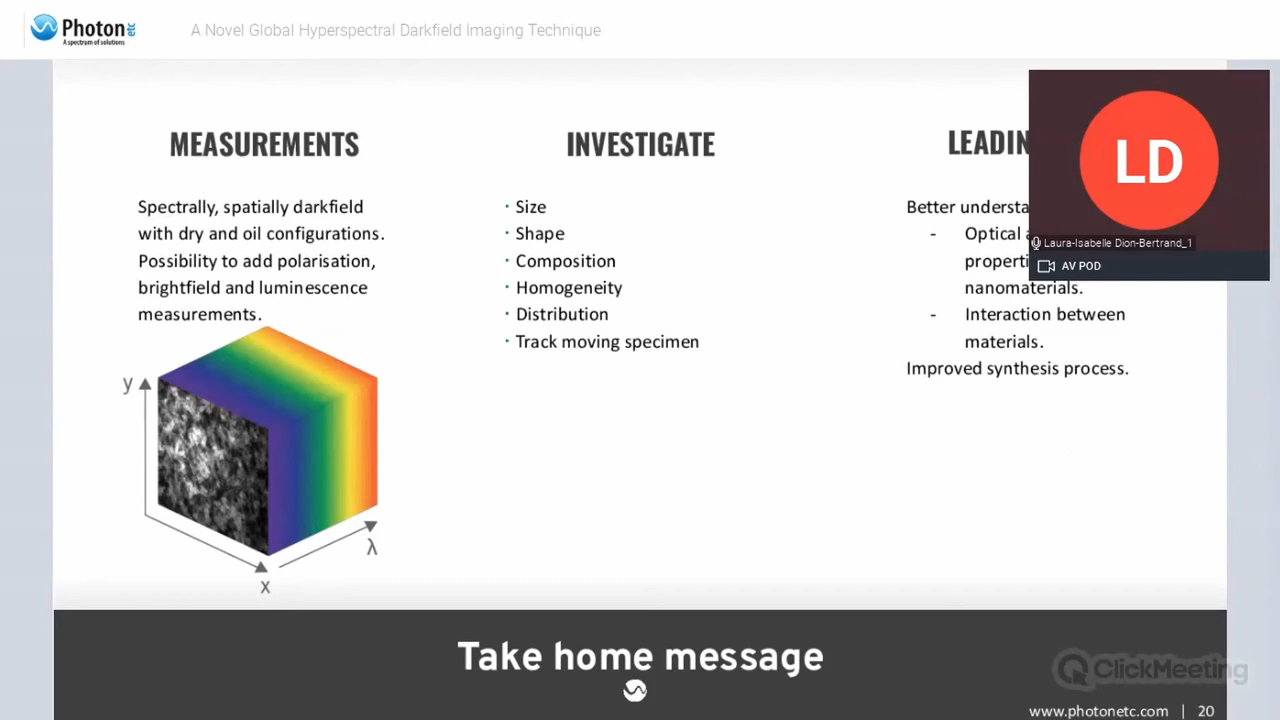 Photon etc
A spectrum of solutions
A Novel Global Hyperspectral Darkfield Imaging Technique
MEASUREMENTS
Spectrally, spatially darkfield
with dry and oil configurations.
Possibility to add polarisation,
brightfield and luminescence
measurements.
y
x
λ
INVESTIGATE
· Size
· Shape
· Composition
· Homogeneity
· Distribution
· Track moving specimen
Better
- Optical
nanomaterials.
- Interaction between
materials.
Improved synthesis process.
LD
Laura-Isabelle Dion-Bertrand_1
AV POD
Take home message
ClickMeeting
www.photonetc.com | 20